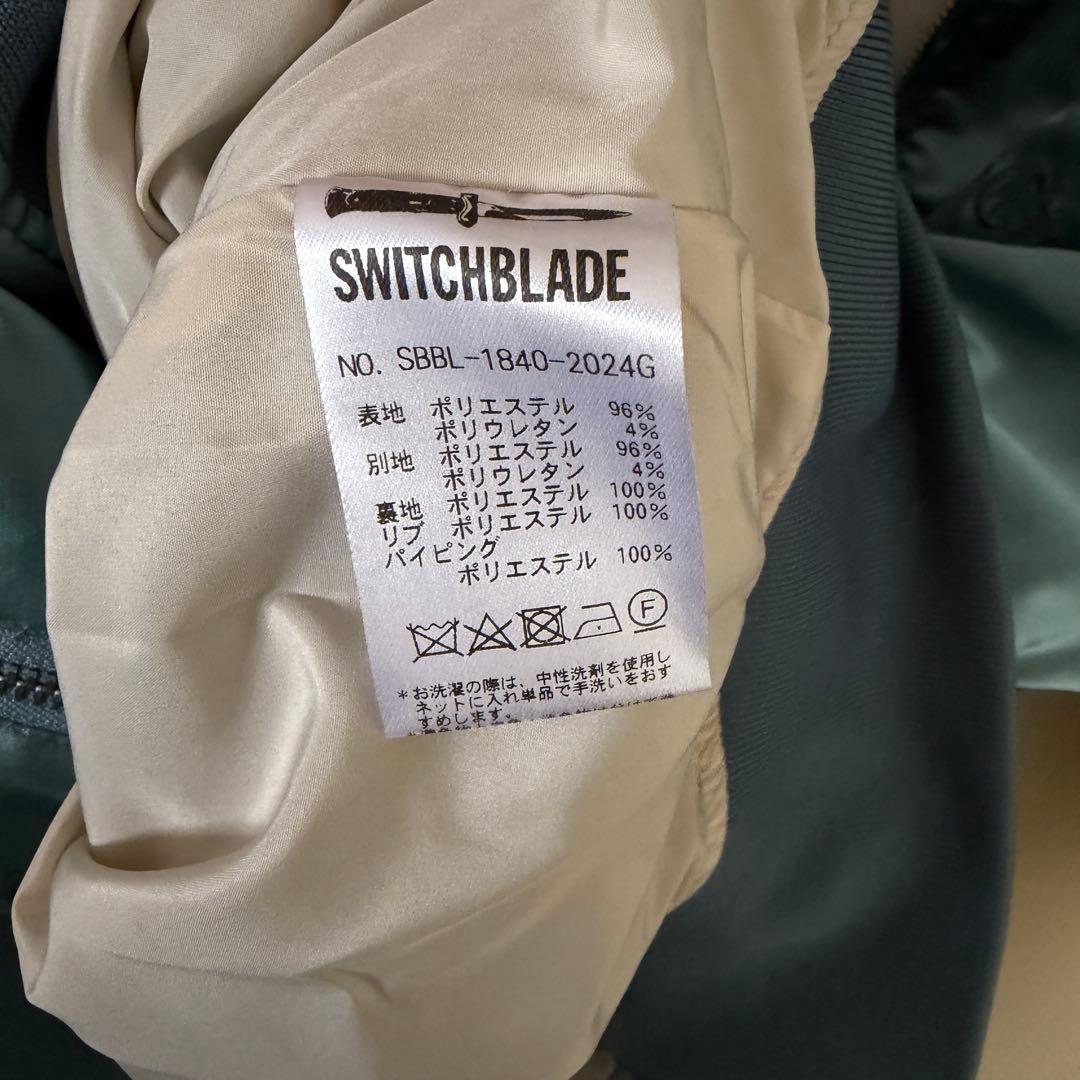 SWITCHBLADE
NO. SBBL-1840-2024G
表地 ポリエステル 96%
ポリウレタン 4%
別地 ポリエステル 96%
ポリウレタン 4%
裏地 ポリエステル 100%
リブ ポリエステル 100%
パイピング
ポリエステル 100%
F
*お洗濯の際は、中性洗剤を使用し
ネットに入れ単品で手洗いをおす
すめします。